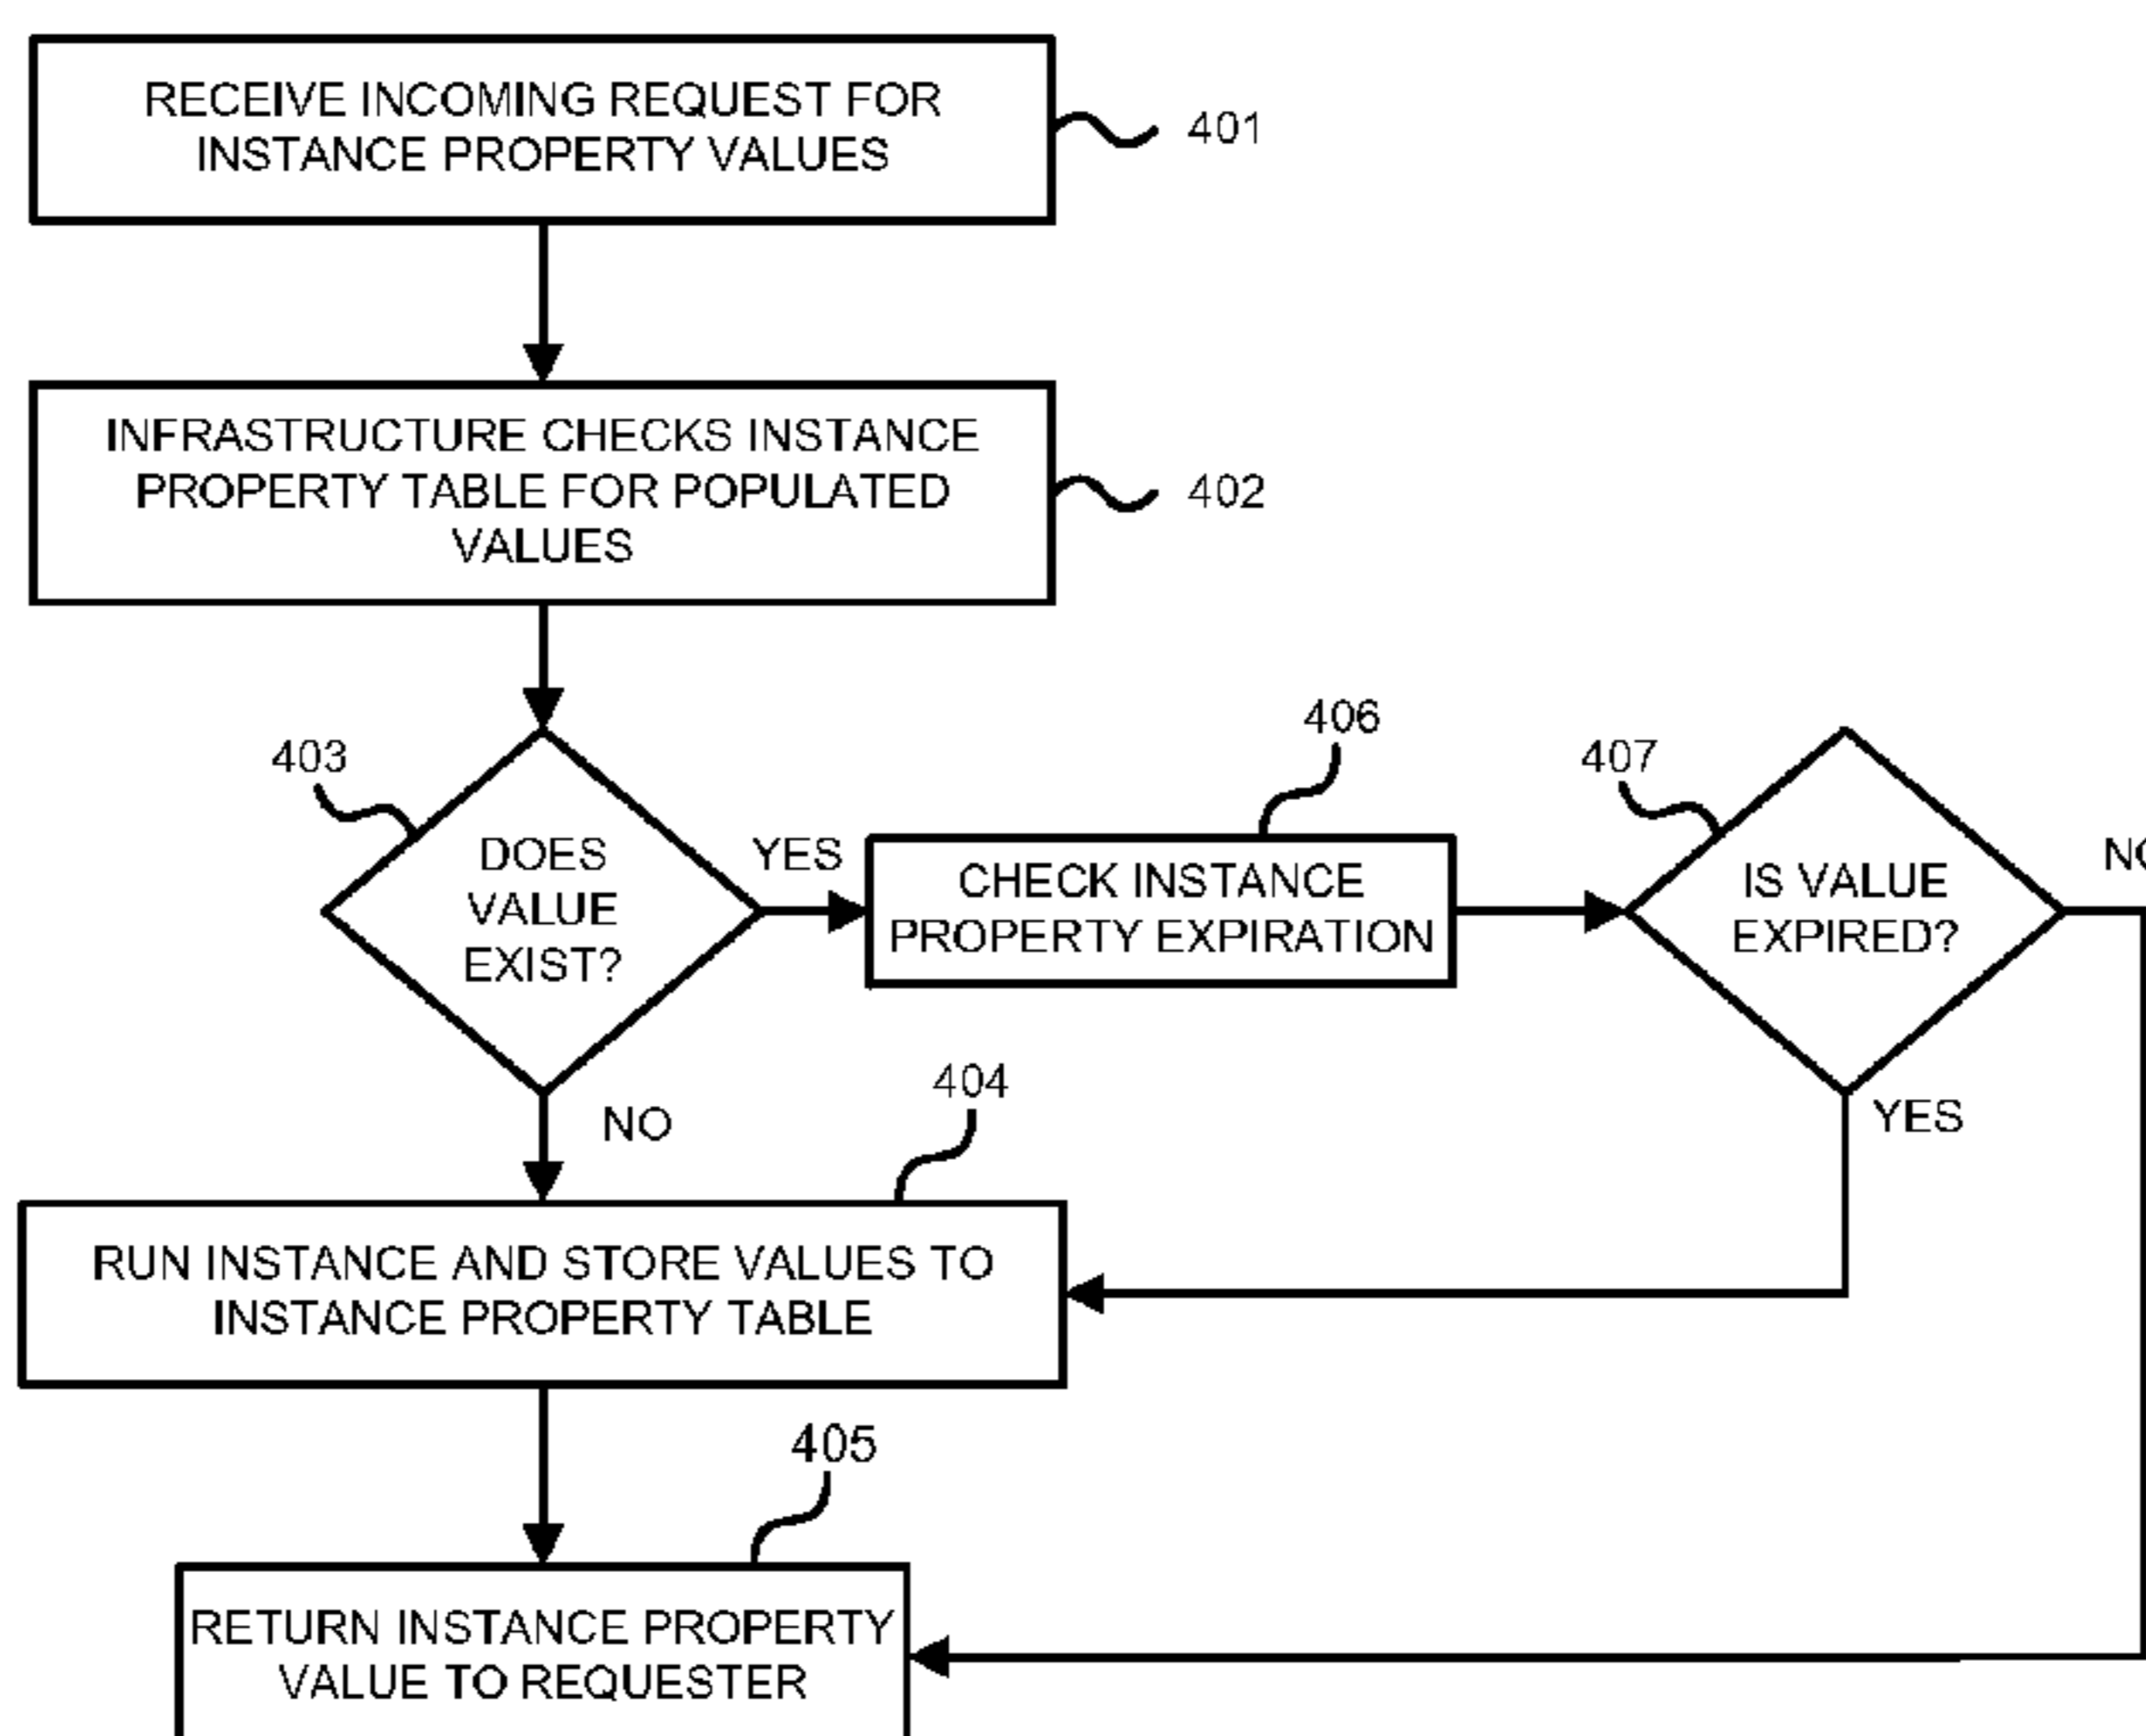 RECEIVE INCOMING REQUEST FOR
INSTANCE PROPERTY VALUES
401
INFRASTRUCTURE CHECKS INSTANCE
PROPERTY TABLE FOR POPULATED
VALUES
402
403
DOES
VALUE
EXIST?
YES
NO
406
CHECK INSTANCE
PROPERTY EXPIRATION
407
IS VALUE
EXPIRED?
NO
YES
404
RUN INSTANCE AND STORE VALUES TO
INSTANCE PROPERTY TABLE
405
RETURN INSTANCE PROPERTY
VALUE TO REQUESTER